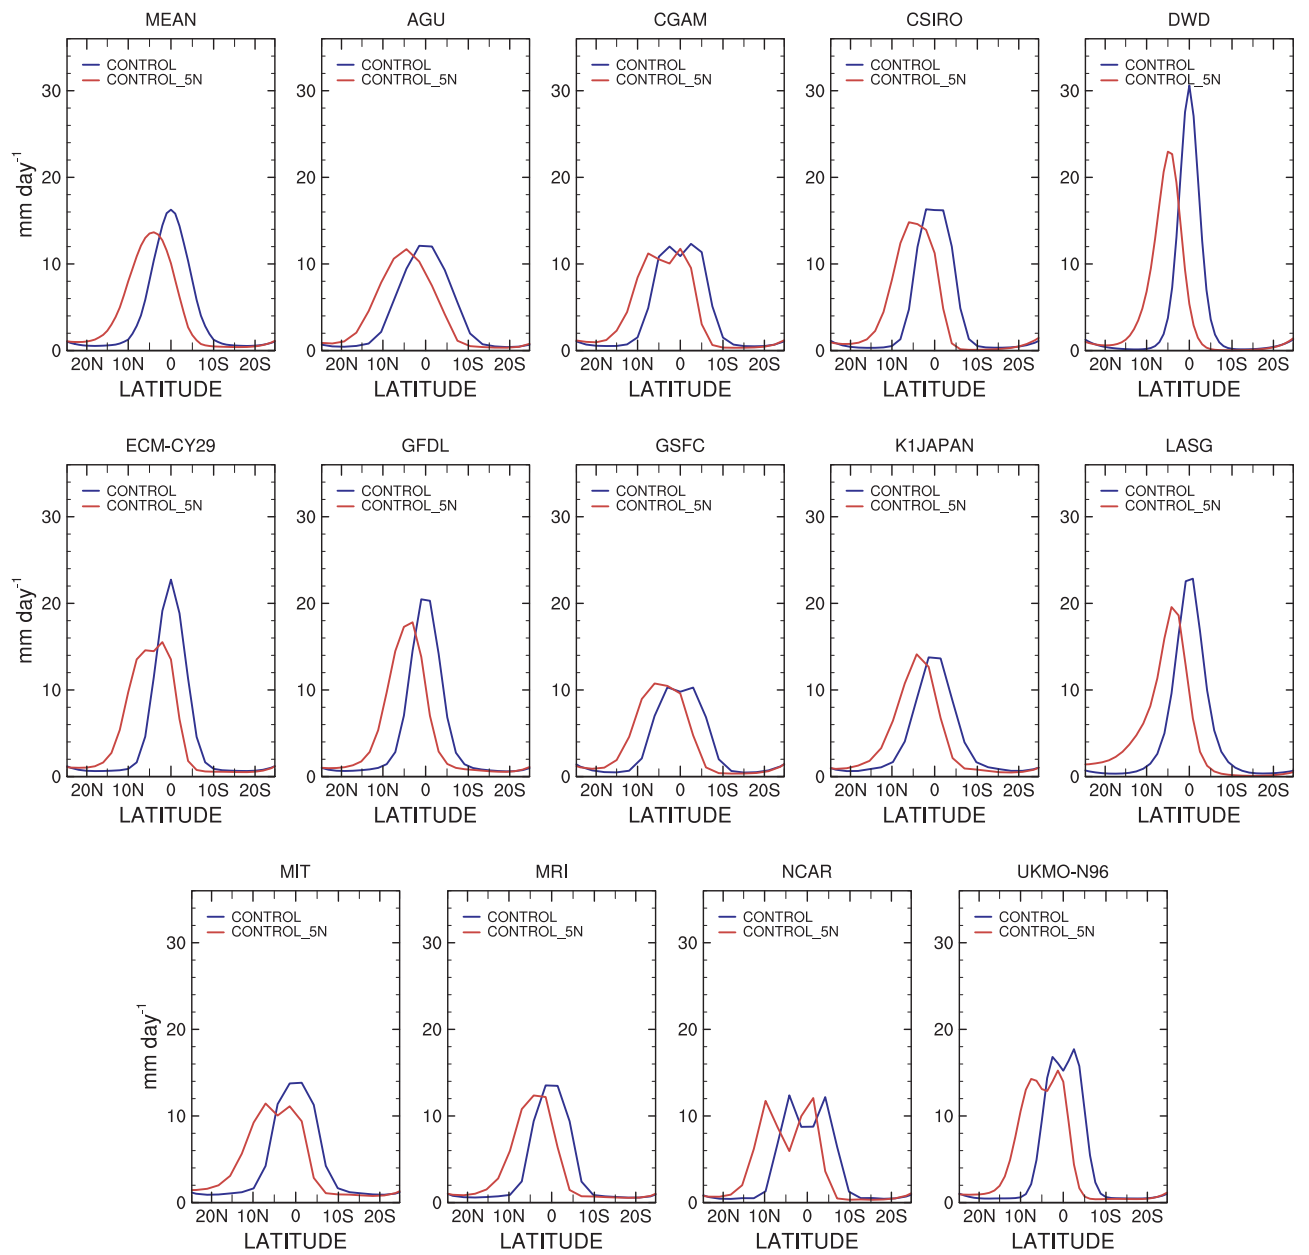 MEAN AGU CGAM CSIRO DWD
CONTROL CONTROL CONTROL CONTROL CONTROL
CONTROL_5N CONTROL_5N CONTROL_5N CONTROL_5N CONTROL_5N
30 30 30 30 30
mm day-1
20 20 20 20 20
10 10 10 10 10
0 0 0 0 0
20N 10N 0 10S 20S 20N 10N 0 10S 20S 20N 10N 0 10S 20S 20N 10N 0 10S 20S 20N 10N 0 10S 20S
LATITUDE LATITUDE LATITUDE LATITUDE LATITUDE
ECM-CY29 GFDL GSFC K1JAPAN LASG
CONTROL CONTROL CONTROL CONTROL CONTROL
CONTROL_5N CONTROL_5N CONTROL_5N CONTROL_5N CONTROL_5N
30 30 30 30 30
mm day-1
20 20 20 20 20
10 10 10 10 10
0 0 0 0 0
20N 10N 0 10S 20S 20N 10N 0 10S 20S 20N 10N 0 10S 20S 20N 10N 0 10S 20S 20N 10N 0 10S 20S
LATITUDE LATITUDE LATITUDE LATITUDE LATITUDE
MIT MRI NCAR UKMO-N96
CONTROL CONTROL CONTROL CONTROL
CONTROL_5N CONTROL_5N CONTROL_5N CONTROL_5N
30 30 30 30
mm day-1
20 20 20 20
10 10 10 10
0 0 0 0
20N 10N 0 10S 20S 20N 10N 0 10S 20S 20N 10N 0 10S 20S 20N 10N 0 10S 20S
LATITUDE LATITUDE LATITUDE LATITUDE